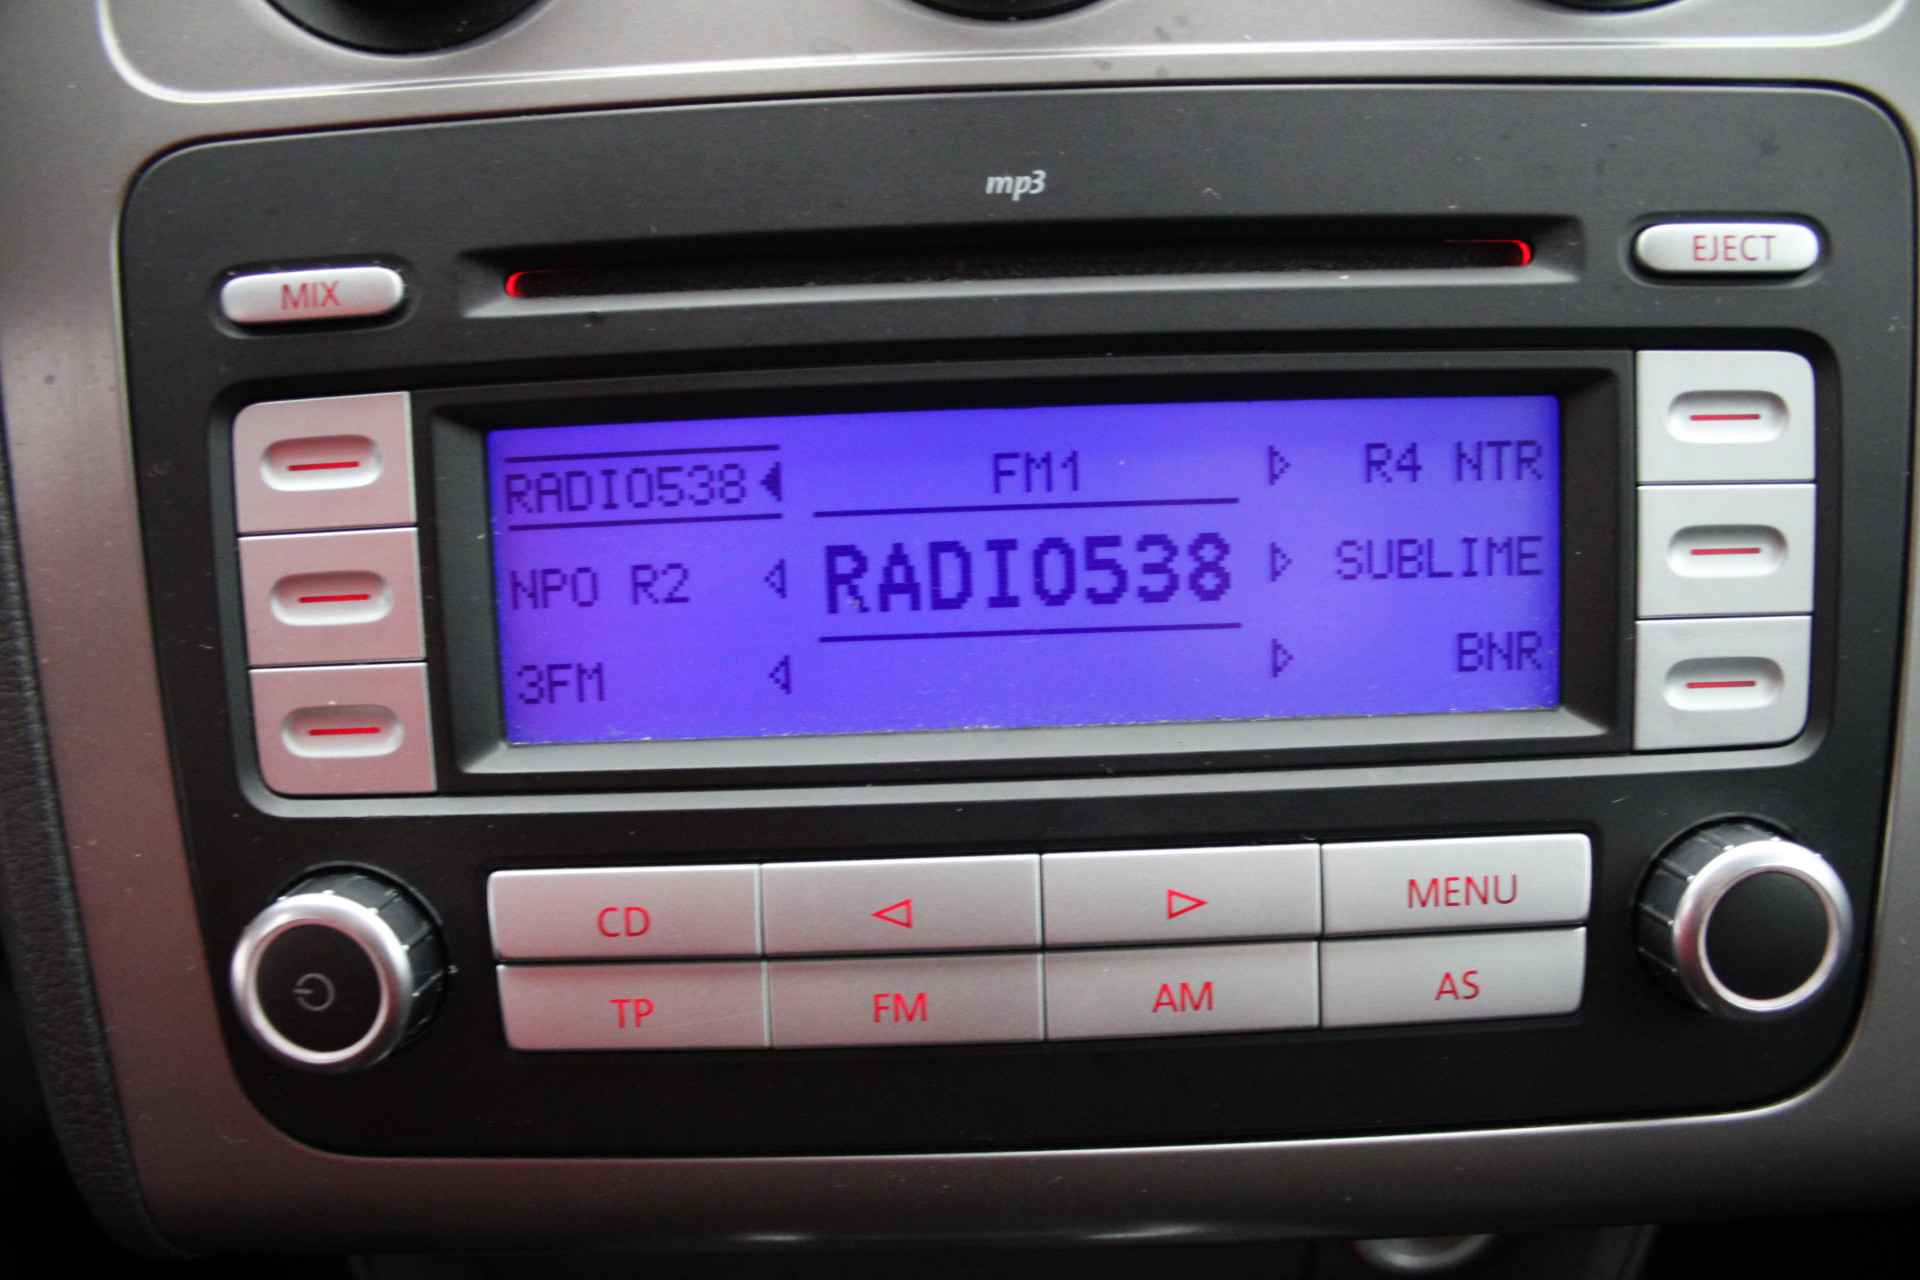 mp3
MIX
EJECT
RADIO538
FM1
R4 NTR
NPO R2
RADIO538
SUBLIME
3FM
BNR
CD
MENU
TP
FM
AM
AS